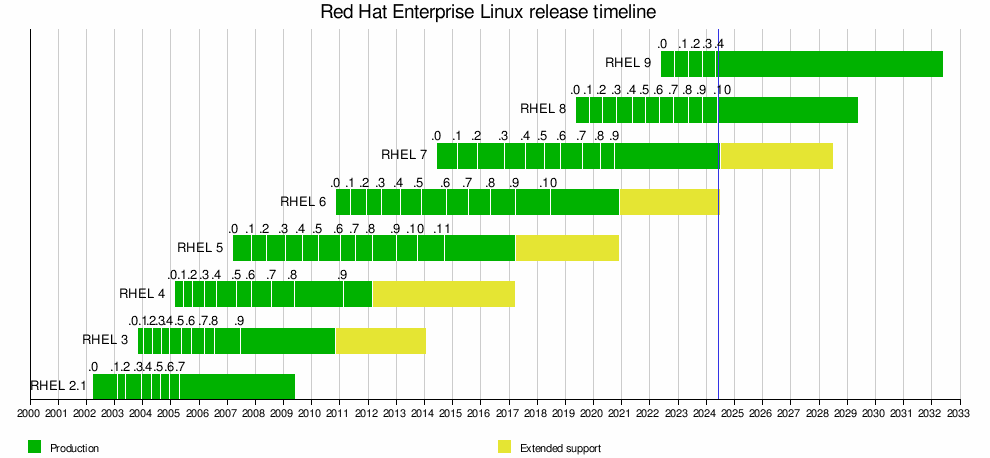 Red Hat Enterprise Linux release timeline
.0 .1 .2 .3 .4
RHEL 9
.0 .1 .2 .3 .4 .5 .6 .7 .8 .9 .10
RHEL 8
.0 .1 .2 .3 .4 .5 .6 .7 .8 .9
RHEL 7
.0 .1 .2 .3 .4 .5 .6 .7 .8 .9 .10
RHEL 6
.0 .1 .2 .3 .4 .5 .6 .7 .8 .9 .10 .11
RHEL 5
.0 .1 .2 .3 .4 .5 .6 .7 .8 .9
RHEL 4
.0 .1 .2 .3 .4 .5 .6 .7 .8 .9
RHEL 3
.0 .1 .2 .3 .4 .5 .6 .7
RHEL 2.1
2000 2001 2002 2003 2004 2005 2006 2007 2008 2009 2010 2011 2012 2013 2014 2015 2016 2017 2018 2019 2020 2021 2022 2023 2024 2025 2026 2027 2028 2029 2030 2031 2032 2033
Production Extended support